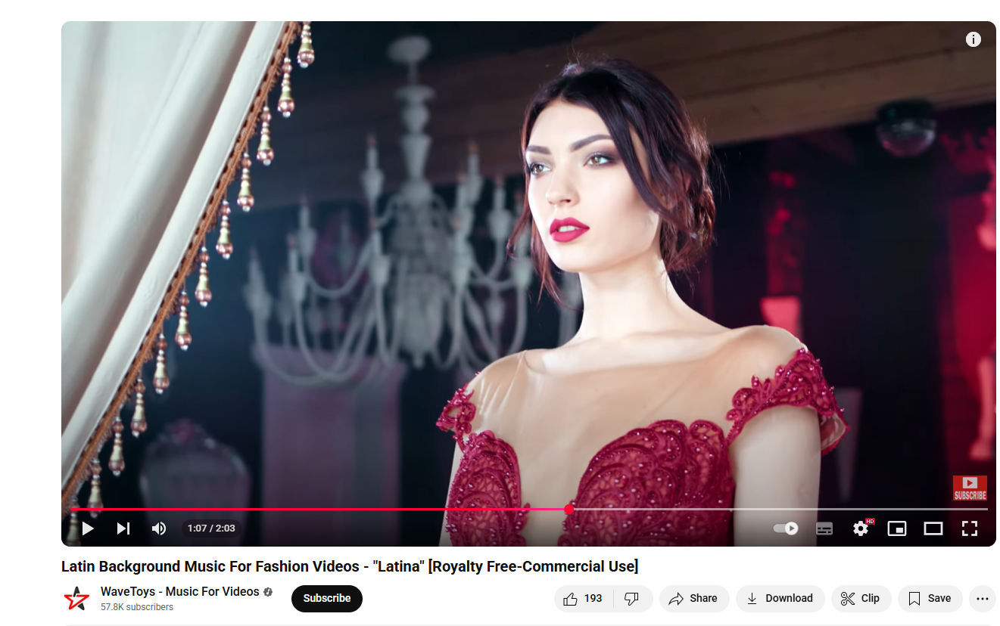 SUBSCRIBE
1:07 / 2:03
HD
Latin Background Music For Fashion Videos - "Latina" [Royalty Free-Commercial Use]
WaveToys - Music For Videos
57.8K subscribers
Subscribe
193
Share
Download
Clip
Save